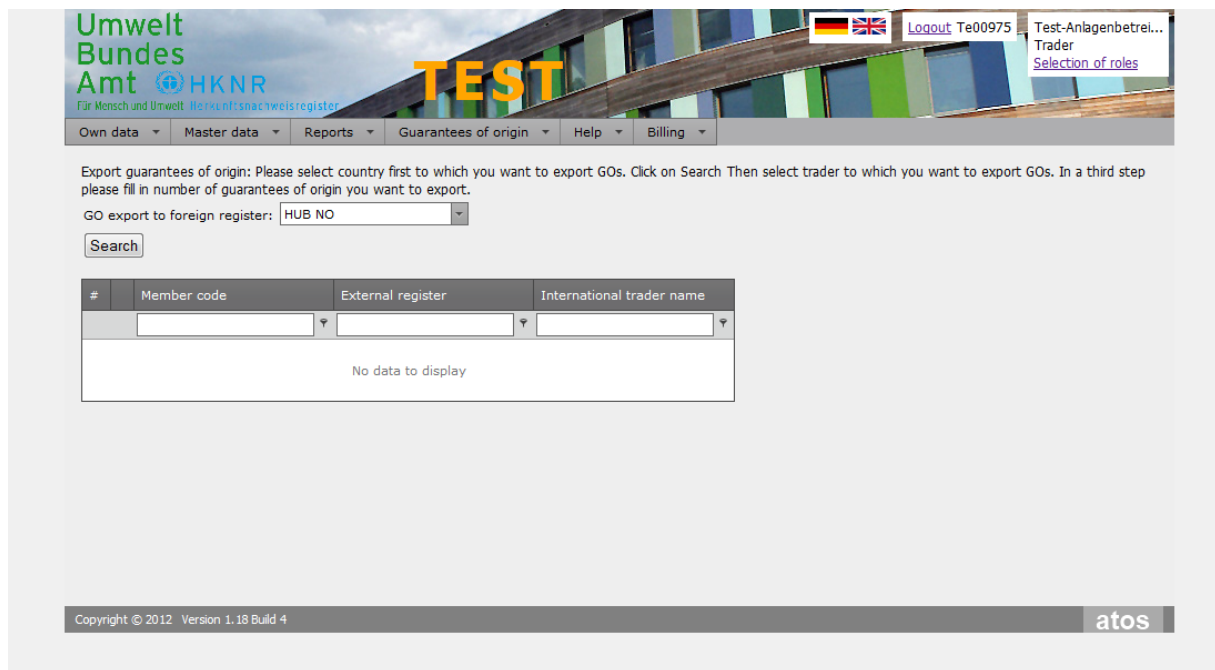 Umwelt
Bundes
Amt HKNR
Für Mensch und Umwelt Herkunftsnachweisregister
TEST
Logout Te00975
Test-Anlagenbetrei...
Trader
Selection of roles
Own data Master data Reports Guarantees of origin Help Billing
Export guarantees of origin: Please select country first to which you want to export GOs. Click on Search Then select trader to which you want to export GOs. In a third step
please fill in number of guarantees of origin you want to export.
GO export to foreign register: HUB NO
Search
# Member code External register International trader name
No data to display
Copyright © 2012 Version 1.18 Build 4
atos